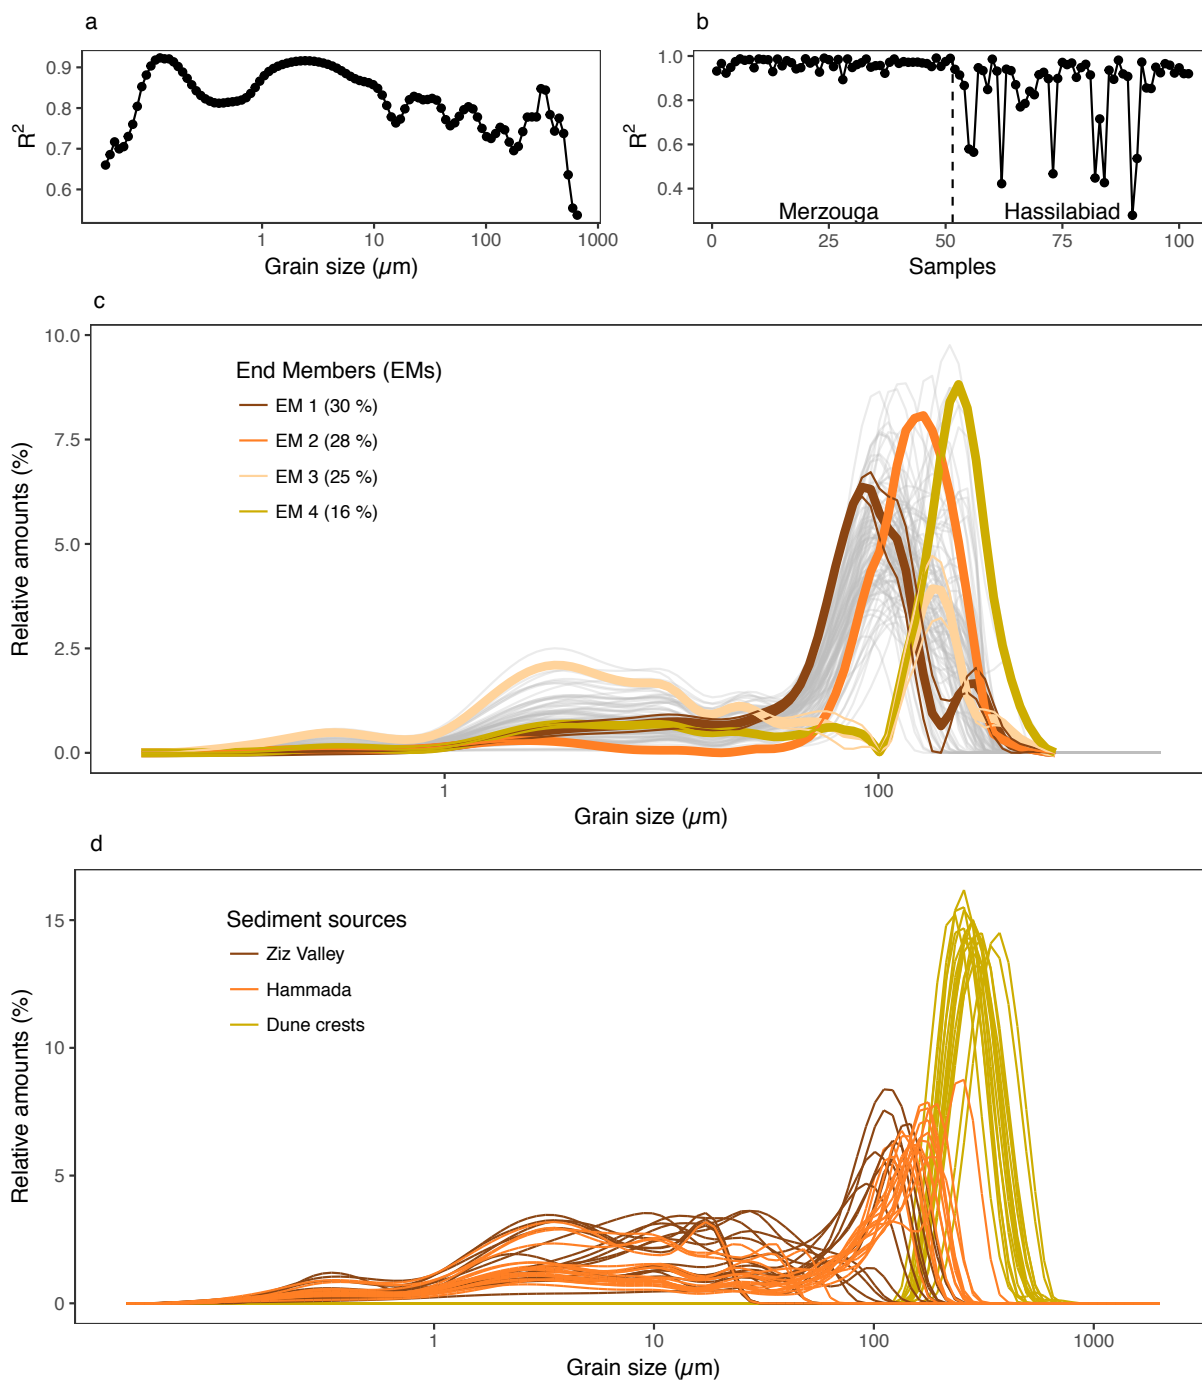 a
0.9
0.8
0.7
0.6
R²
1
10
100
1000
Grain size (µm)
b
1.0
0.8
0.6
0.4
R²
Merzouga
Hassilabiad
0
25
50
75
100
Samples
c
10.0
7.5
5.0
2.5
0.0
Relative amounts (%)
End Members (EMs)
EM 1 (30 %)
EM 2 (28 %)
EM 3 (25 %)
EM 4 (16 %)
1
100
Grain size (µm)
d
15
10
5
0
Relative amounts (%)
Sediment sources
Ziz Valley
Hammada
Dune crests
1
10
100
1000
Grain size (µm)